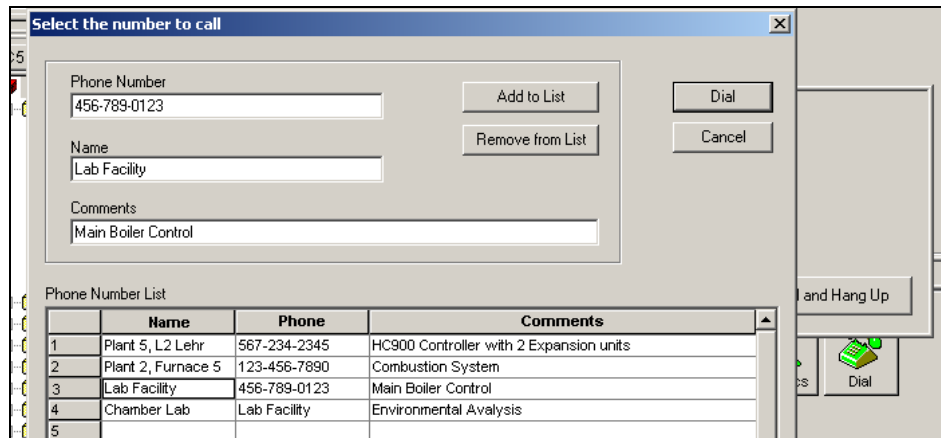 Select the number to call
Phone Number
456-789-0123
Add to List
Dial
Remove from List
Cancel
Name
Lab Facility
Comments
Main Boiler Control
Phone Number List
and Hang Up
Name Phone Comments
1 Plant 5, L2 Lehr 567-234-2345 HC900 Controller with 2 Expansion units
2 Plant 2, Furnace 5 123-456-7890 Combustion System
3 Lab Facility 456-789-0123 Main Boiler Control
4 Chamber Lab Lab Facility Environmental Avalysis
5
Dial